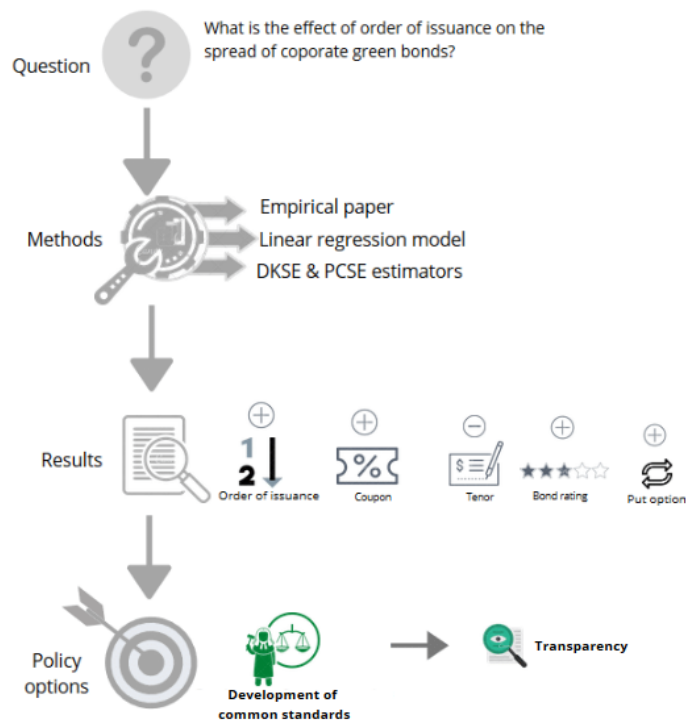 What is the effect of order of issuance on the
spread of coporate green bonds?
Question
?
Methods
Empirical paper
Linear regression model
DKSE & PCSE estimators
Results
1
2
Order of issuance
%
Coupon
$
Tenor
Bond rating
Put option
Policy
options
Development of
common standards
Transparency